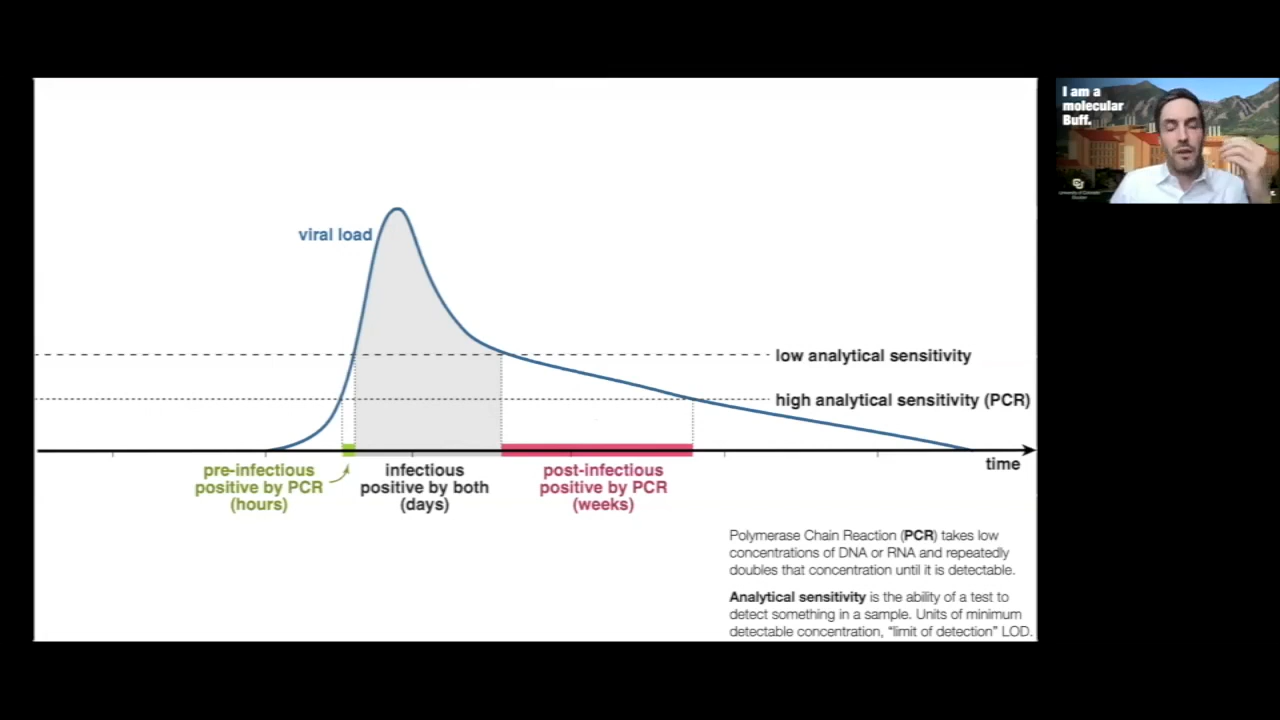 I am a
molecular
Buff.
viral load
low analytical sensitivity
high analytical sensitivity (PCR)
time
pre-infectious
positive by PCR
(hours)
infectious
positive by both
(days)
post-infectious
positive by PCR
(weeks)
Polymerase Chain Reaction (PCR) takes low
concentrations of DNA or RNA and repeatedly
doubles that concentration until it is detectable.
Analytical sensitivity is the ability of a test to
detect something in a sample. Units of minimum
detectable concentration, “limit of detection” LOD.